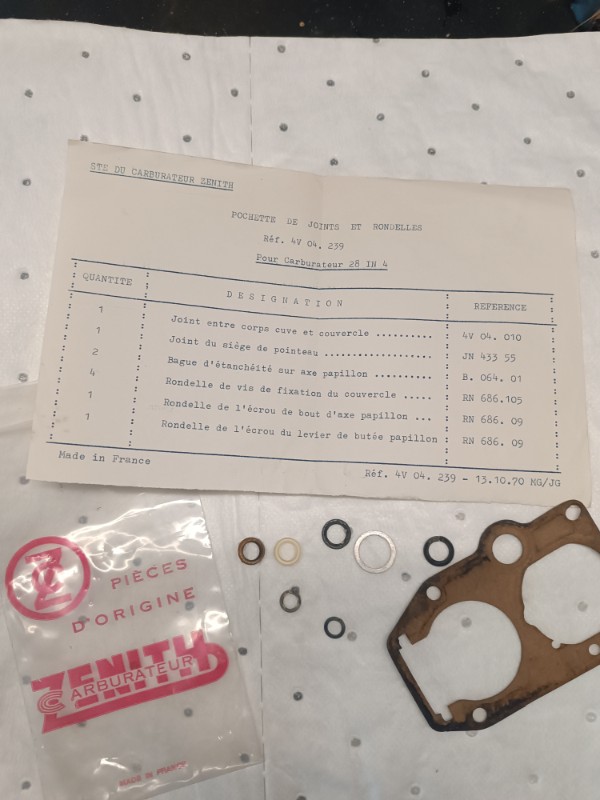 STE DU CARBURATEUR ZENITH
POCHETTE DE JOINTS ET RONDELLES
Réf. 4V 04. 239
Pour Carburateur 28 IN 4
QUANTITE DESIGNATION REFERENCE
1 Joint entre corps cuve et couvercle .......... 4V 04. 010
1 Joint du siège de pointeau ................... JN 433 55
2 Bague d'étanchéité sur axe papillon .......... B. 064. 01
4 Rondelle de vis de fixation du couvercle ..... RN 686.105
1 Rondelle de l'écrou de bout d'axe papillon ... RN 686. 09
1 Rondelle de l'écrou du levier de butée papillon RN 686. 09
Made in France Réf. 4V 04. 239 - 13.10.70 MG/JG
PIÈCES
D'ORIGINE
ZENITH
CARBURATEUR
MADE IN FRANCE